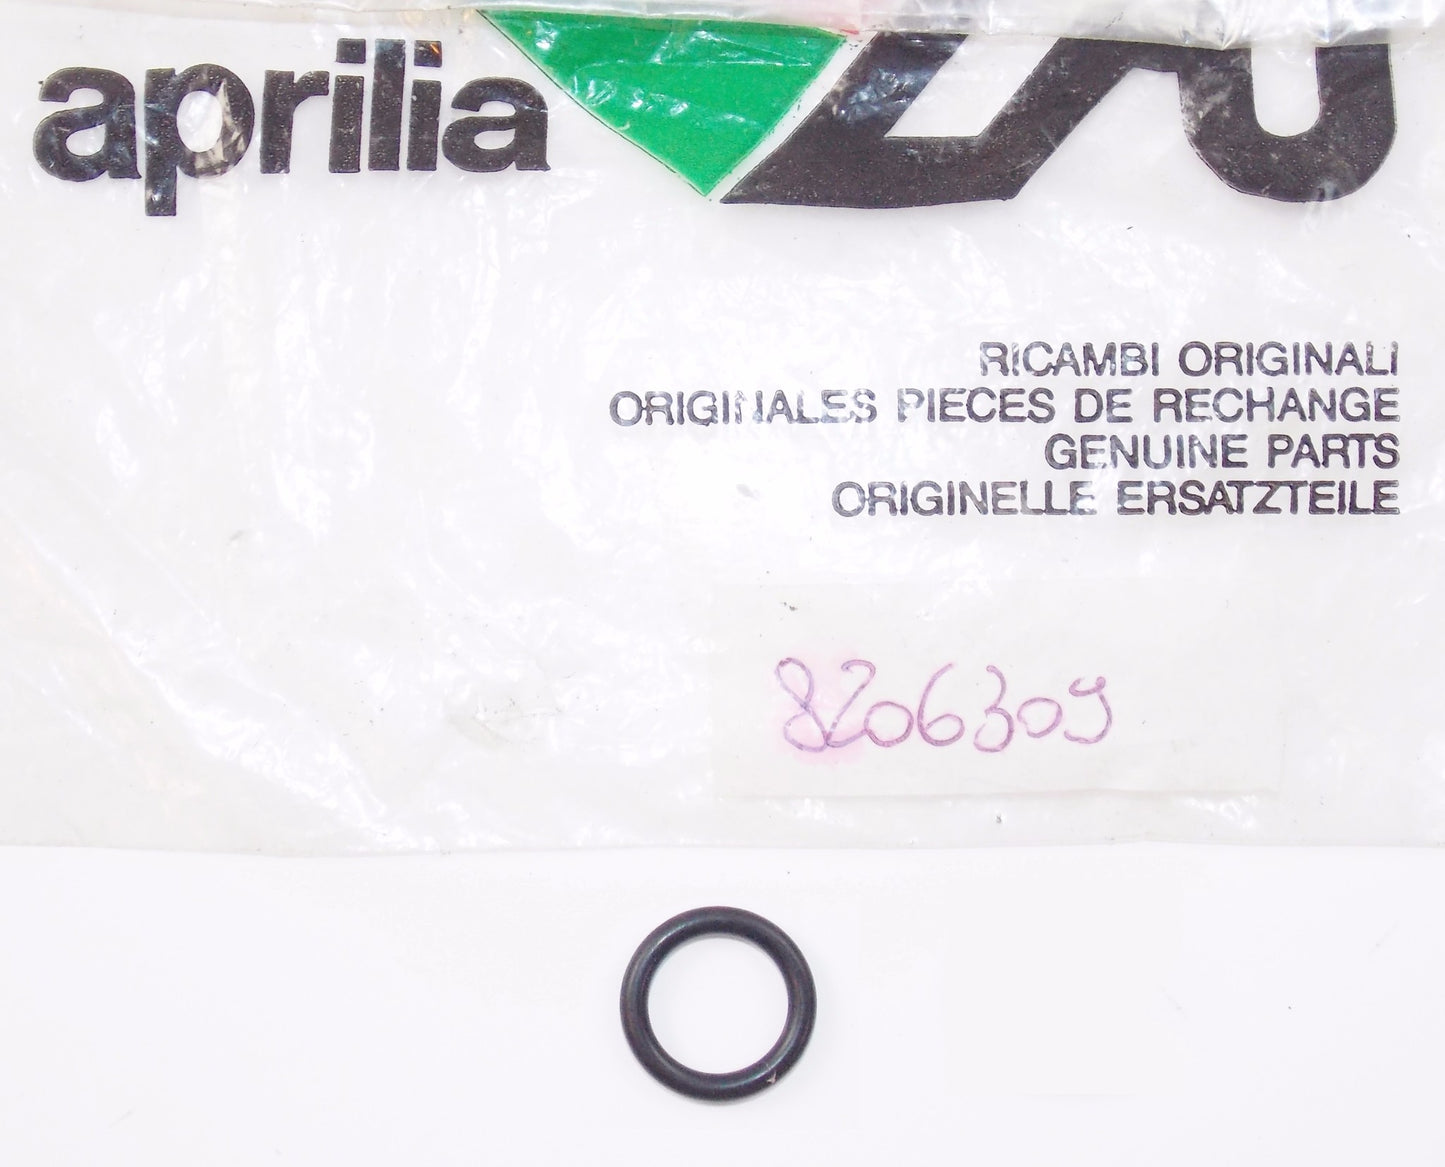 aprilia
RICAMBI ORIGINALI
ORIGINALES PIECES DE RECHANGE
GENUINE PARTS
ORIGINELLE ERSATZTEILE
8206309